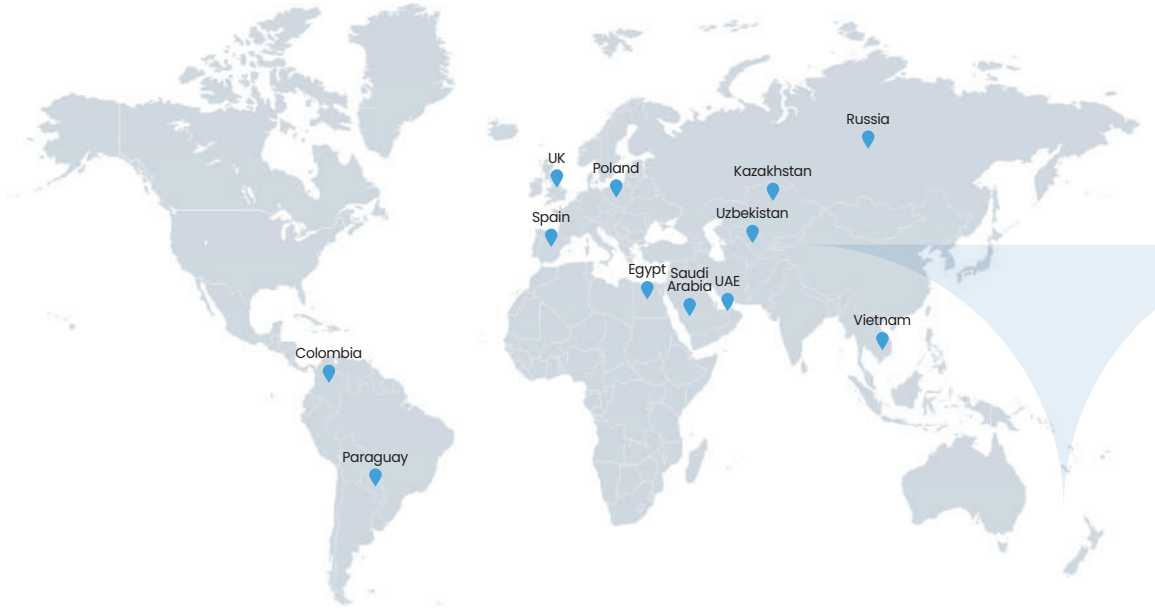 Russia
UK
Poland
Kazakhstan
Uzbekistan
Spain
Egypt
Saudi
Arabia
UAE
Vietnam
Colombia
Paraguay